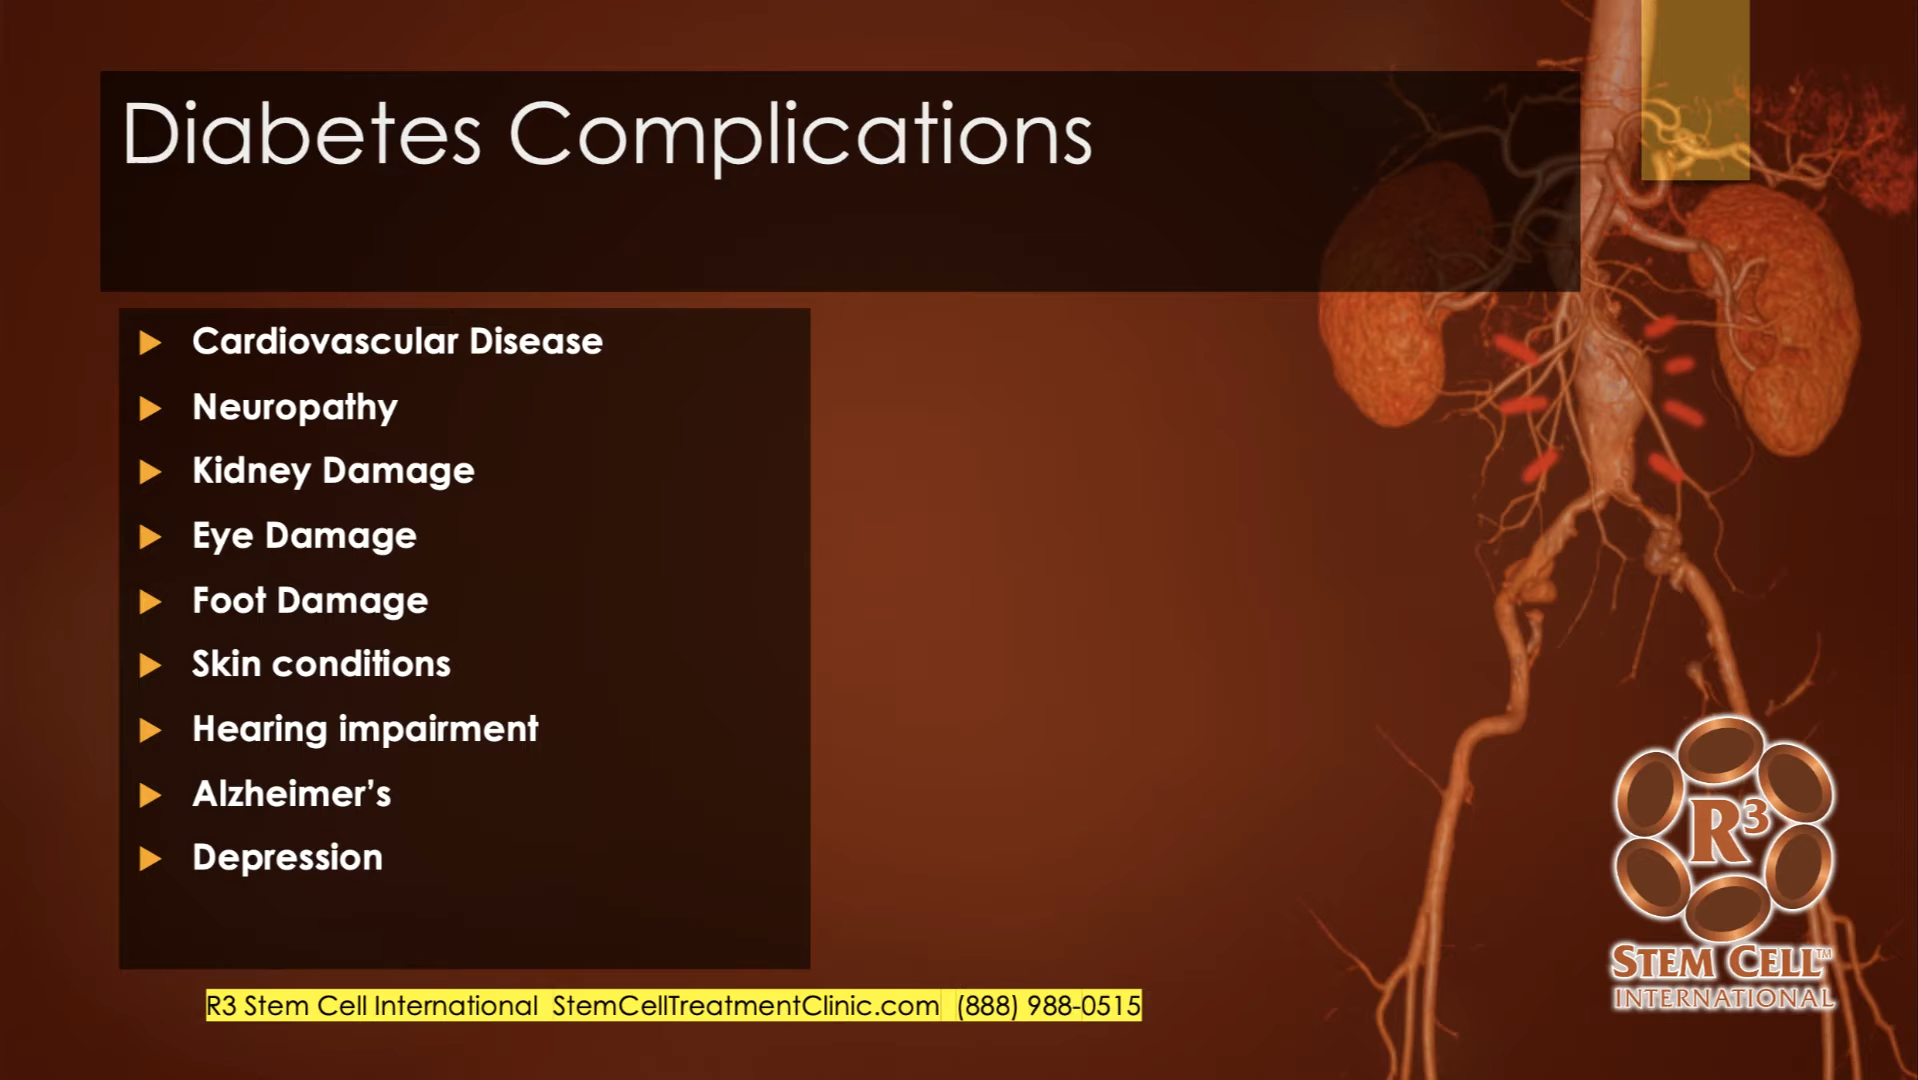 Diabetes Complications
Cardiovascular Disease
Neuropathy
Kidney Damage
Eye Damage
Foot Damage
Skin conditions
Hearing impairment
Alzheimer's
Depression
R3
STEM CELL™
INTERNATIONAL
R3 Stem Cell International  StemCellTreatmentClinic.com  (888) 988-0515